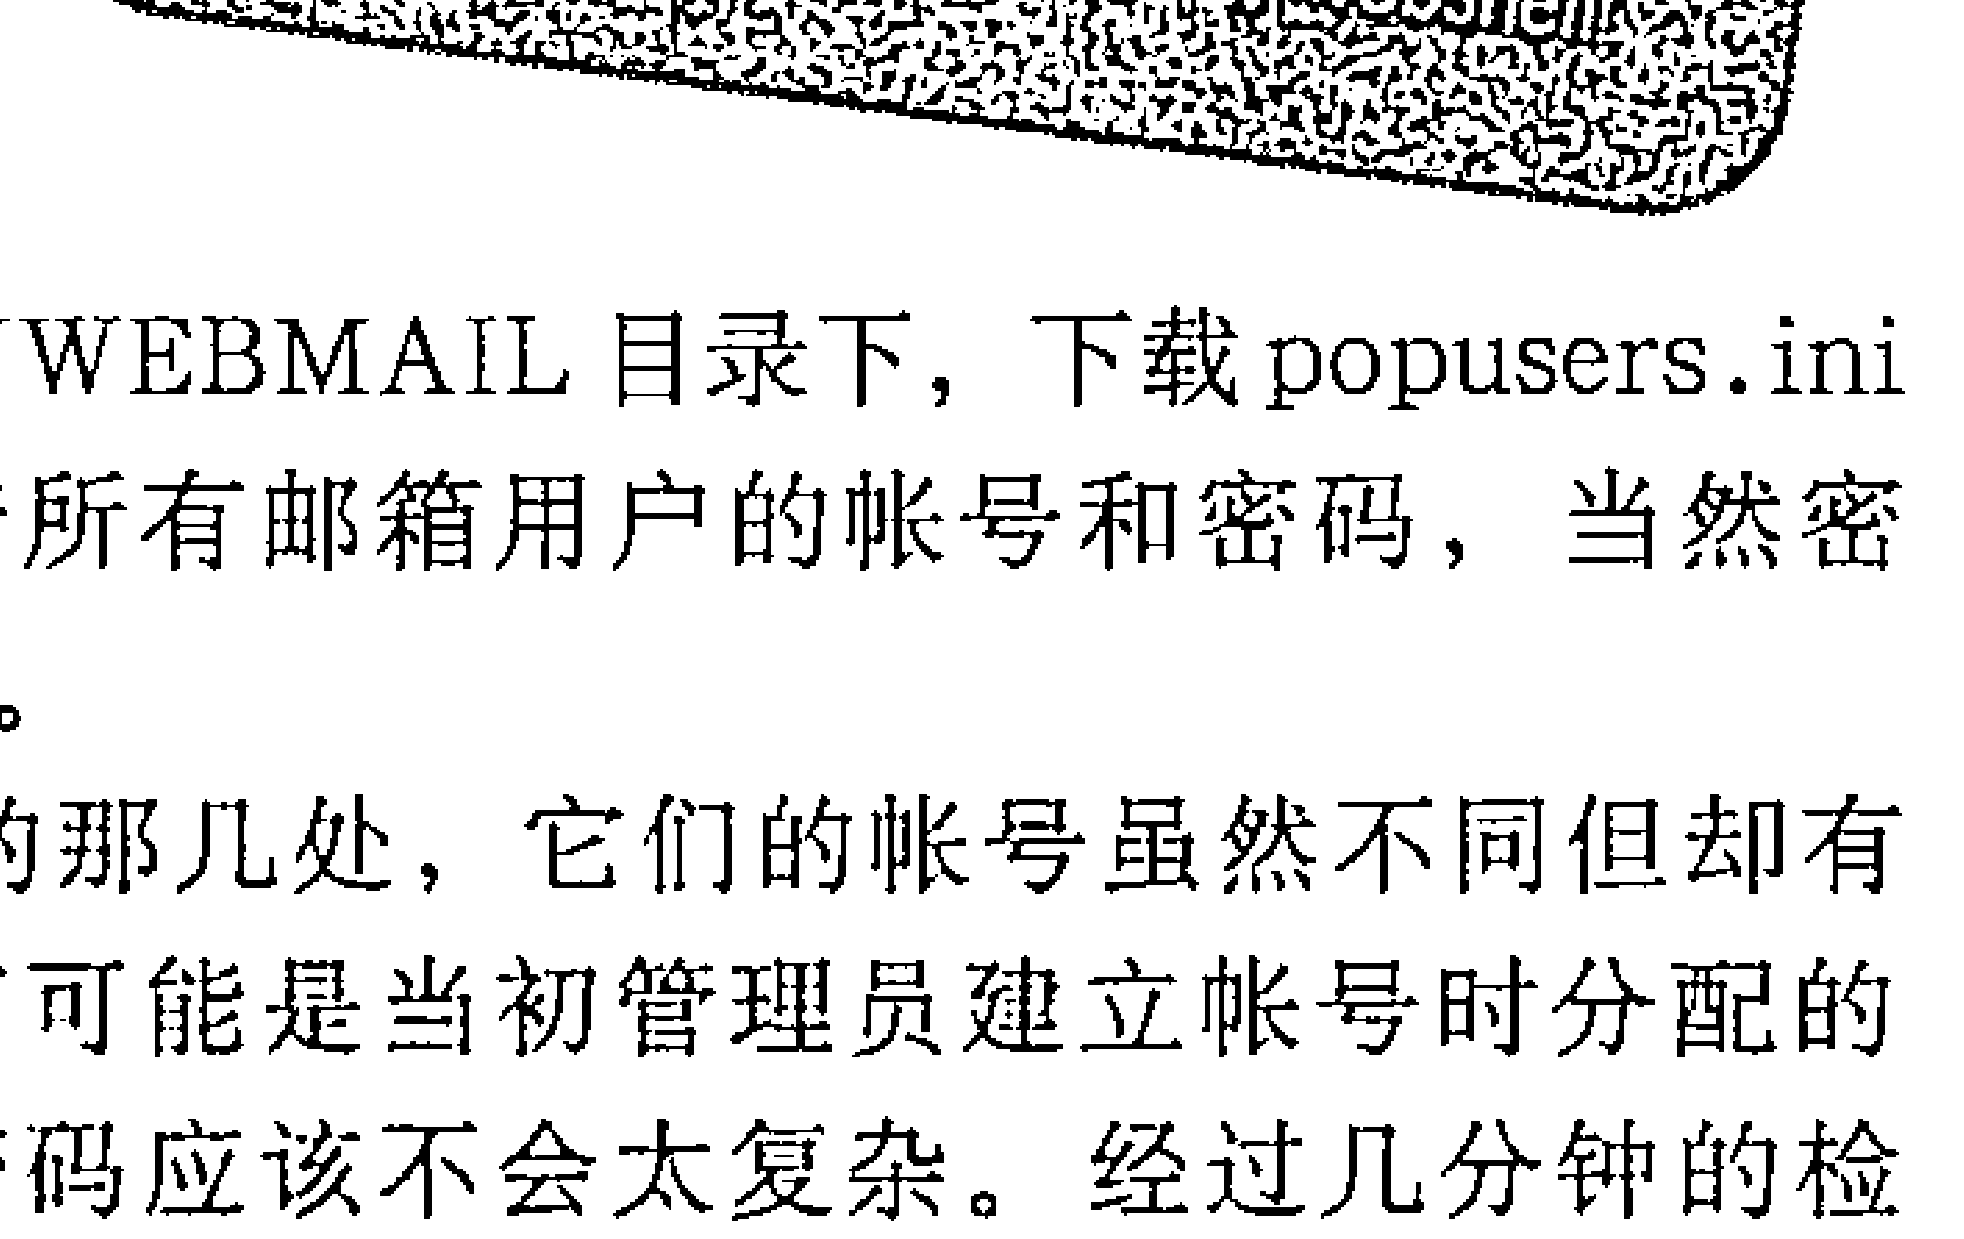 WEBMAIL 目录下，下载 popusers.ini
所有邮箱用户的帐号和密码，当然密
。
的那几处，它们的帐号虽然不同但却有
可能是当初管理员建立帐号时分配的
码应该不会太复杂。经过几分钟的检